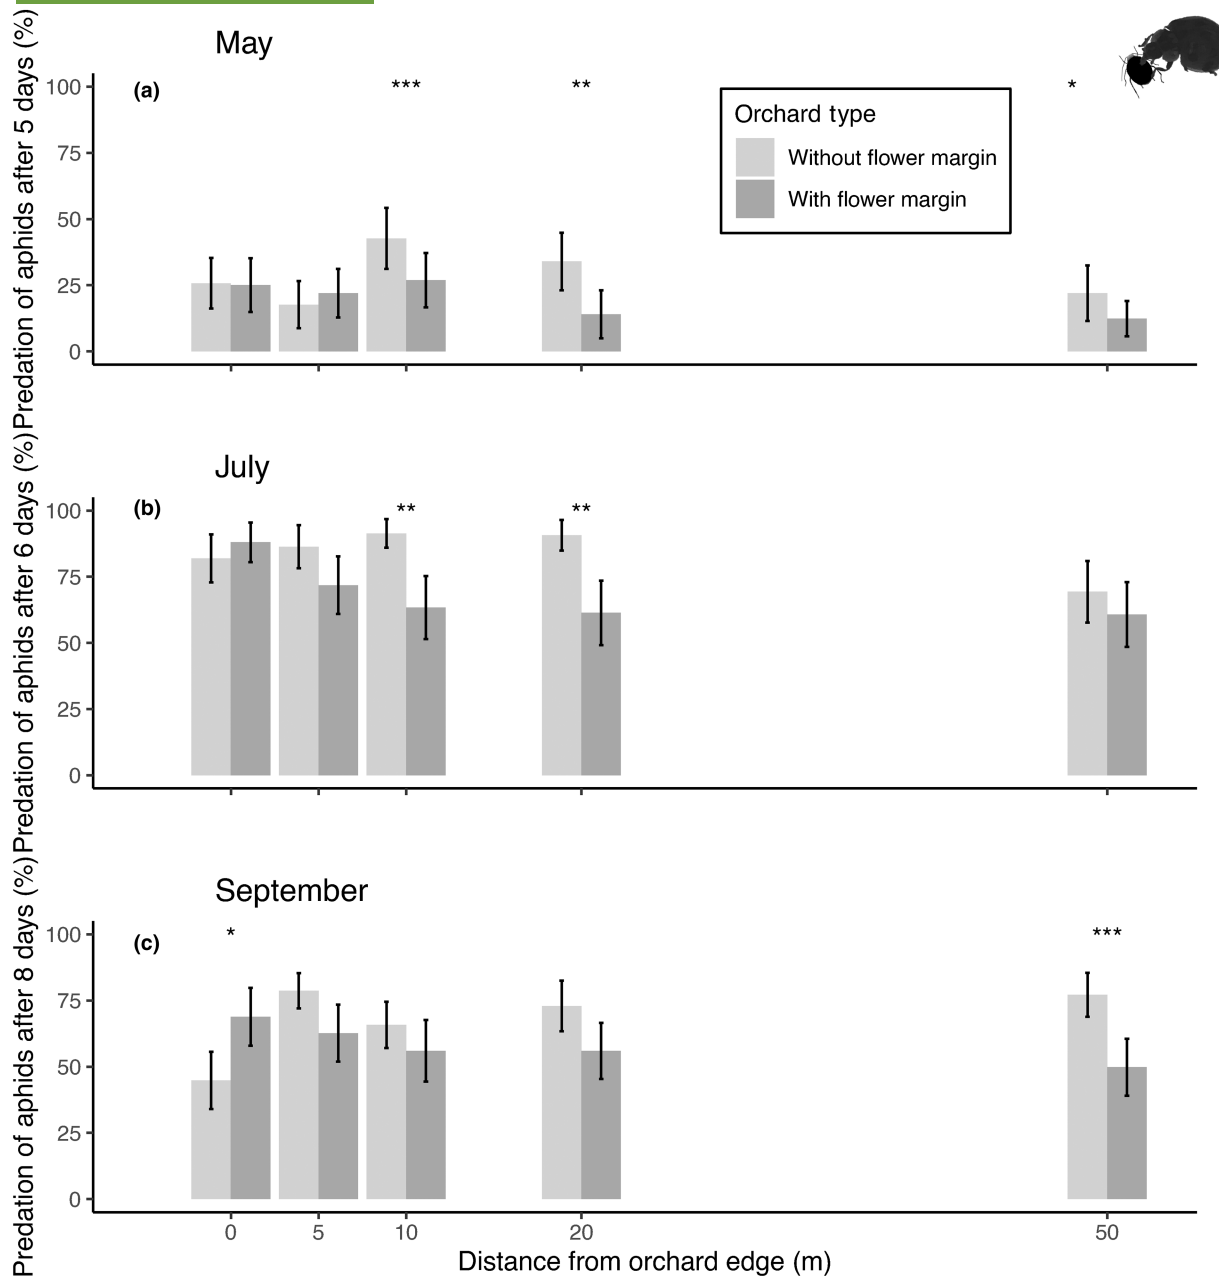 Predation of aphids after 5 days (%)
May
(a)
***
**
*
100
75
50
25
0
Orchard type
Without flower margin
With flower margin
Predation of aphids after 6 days (%)
July
(b)
**
**
100
75
50
25
0
Predation of aphids after 8 days (%)
September
(c)
*
***
100
75
50
25
0
0 5 10 20 50
Distance from orchard edge (m)